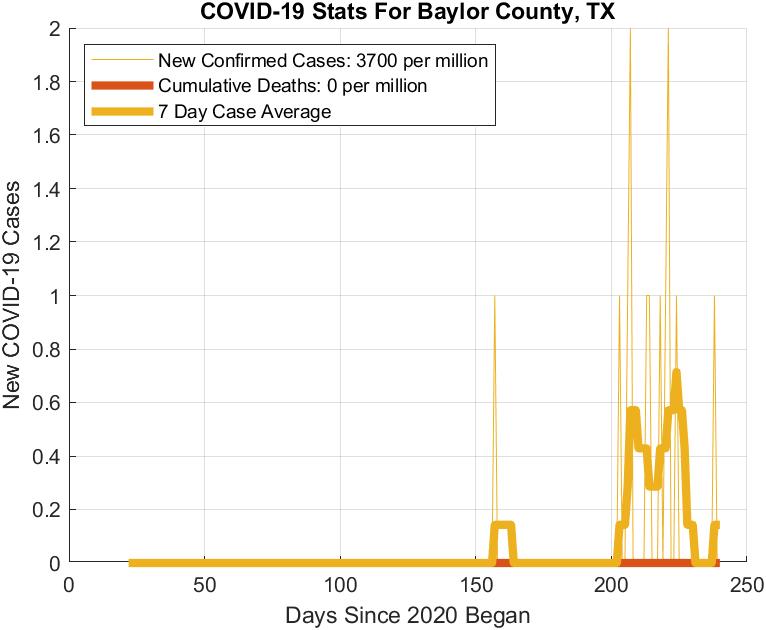 COVID-19 Stats For Baylor County, TX
New Confirmed Cases: 3700 per million
Cumulative Deaths: 0 per million
7 Day Case Average
New COVID-19 Cases
2
1.8
1.6
1.4
1.2
1
0.8
0.6
0.4
0.2
0
0 50 100 150 200 250
Days Since 2020 Began